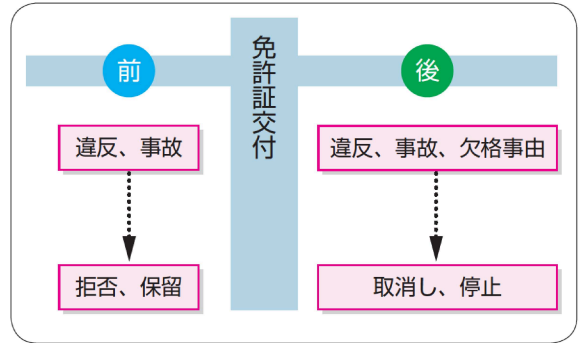 前
免許証交付
後
違反、事故
違反、事故、欠格事由
拒否、保留
取消し、停止